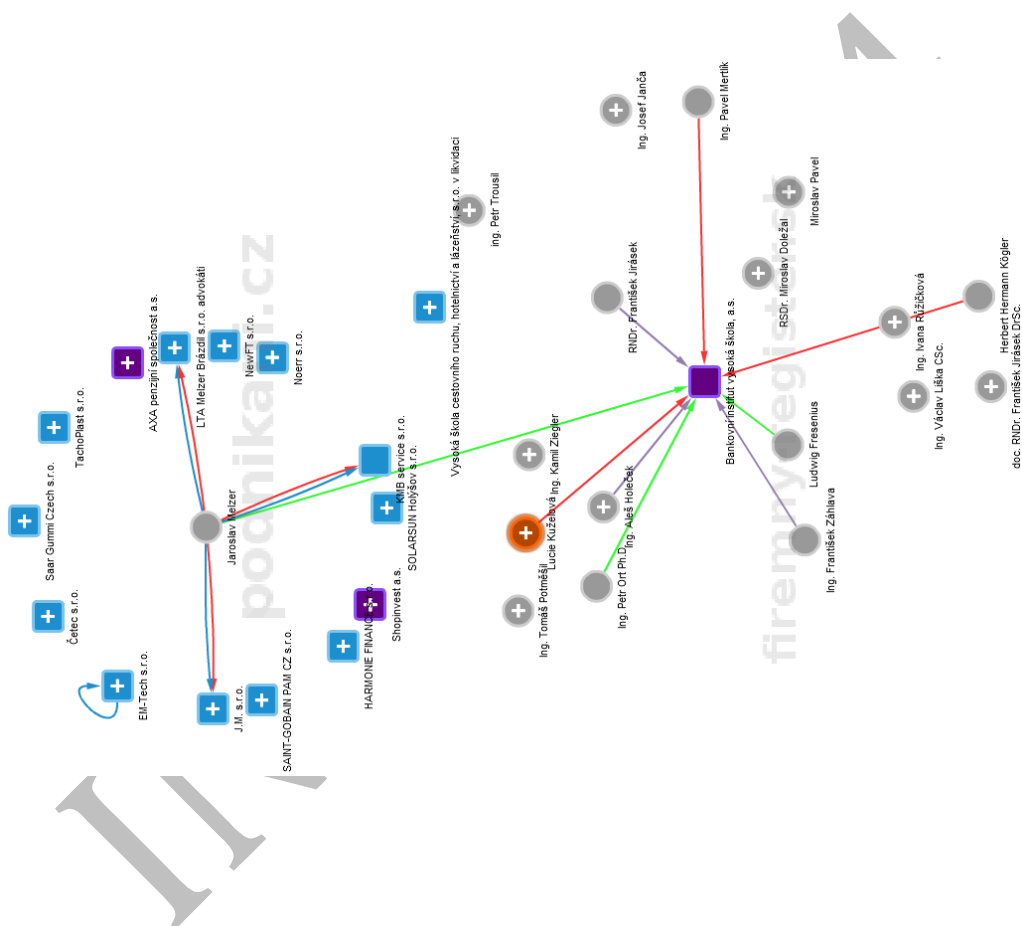 Saar Gummi Czech s.r.o.
Četec s.r.o.
TachoPlast s.r.o.
EM-Tech s.r.o.
AXA penzijní společnost a.s.
LTA Melzer Brázdil s.r.o. advokáti
Jaroslav Melzer
J.M. s.r.o.
NewFT s.r.o.
podnikani.cz
SAINT-GOBAIN PAM CZ s.r.o.
Noerr s.r.o.
HARMONIE FINANCE s.r.o.
Shopinvest a.s.
KMB service s.r.o.
SOLARSUN Holýšov s.r.o.
Vysoká škola cestovního ruchu, hotelnictví a lázeňství, s.r.o. v likvidaci
ing. Petr Trousil
Ing. Tomáš Potměšil
Lucie Kuželová
Ing. Kamil Ziegler
Ing. Petr Ort Ph.D.
Ing. Aleš Holeček
RNDr. František Jirásek
Ing. Josef Janča
Ing. Pavel Mertlík
Bankovní institut vysoká škola, a.s.
firemnyregister.sk
RSDr. Miroslav Doležal
Miroslav Pavel
Ludwig Fresenius
Ing. František Záhlava
Ing. Ivana Růžičková
Ing. Václav Liška CSc.
Herbert Hermann Kögler
doc. RNDr. František Jirásek DrSc.